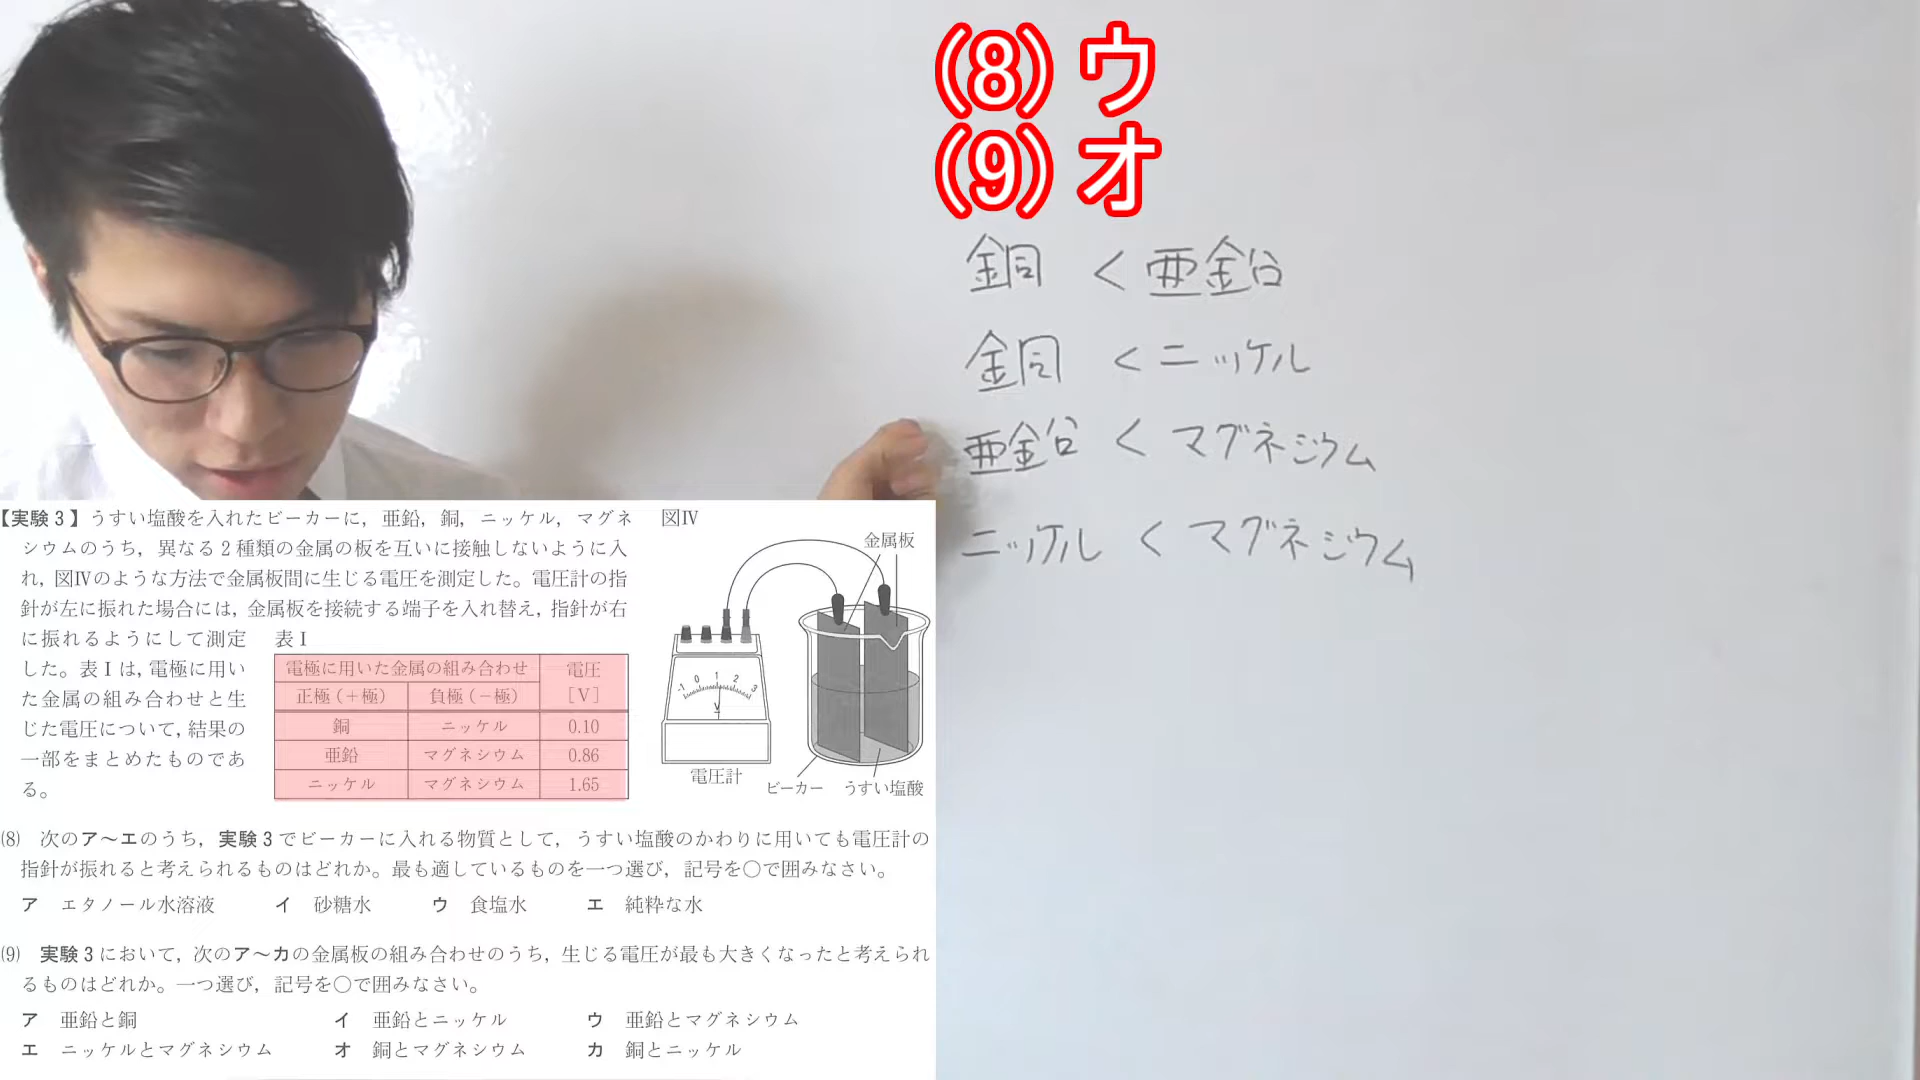 (8) ウ
(9) オ
銅 < 亜鉛
銅 < ニッケル
亜鉛 < マグネジウム
ニッケル < マグネジウム
【実験3】うすい塩酸を入れたビーカーに，亜鉛，銅，ニッケル，マグネ
シウムのうち，異なる2種類の金属の板を互いに接触しないように入
れ，図Ⅳのような方法で金属板間に生じる電圧を測定した。電圧計の指
針が左に振れた場合には，金属板を接続する端子を入れ替え，指針が右
に振れるようにして測定
した。表Ⅰは，電極に用い
た金属の組み合わせと生
じた電圧について，結果の
一部をまとめたものであ
る。
表Ⅰ
電極に用いた金属の組み合わせ 電圧
正極（＋極） 負極（－極） ［V］
銅 ニッケル 0.10
亜鉛 マグネシウム 0.86
ニッケル マグネシウム 1.65
図Ⅳ
金属板
-1 0 1 2 3
V
電圧計
ビーカー うすい塩酸
(8) 次のア～エのうち，実験3でビーカーに入れる物質として，うすい塩酸のかわりに用いても電圧計の
指針が振れると考えられるものはどれか。最も適しているものを一つ選び，記号を○で囲みなさい。
ア エタノール水溶液 イ 砂糖水 ウ 食塩水 エ 純粋な水
(9) 実験3において，次のア～カの金属板の組み合わせのうち，生じる電圧が最も大きくなったと考えられ
るものはどれか。一つ選び，記号を○で囲みなさい。
ア 亜鉛と銅 イ 亜鉛とニッケル ウ 亜鉛とマグネシウム
エ ニッケルとマグネシウム オ 銅とマグネシウム カ 銅とニッケル